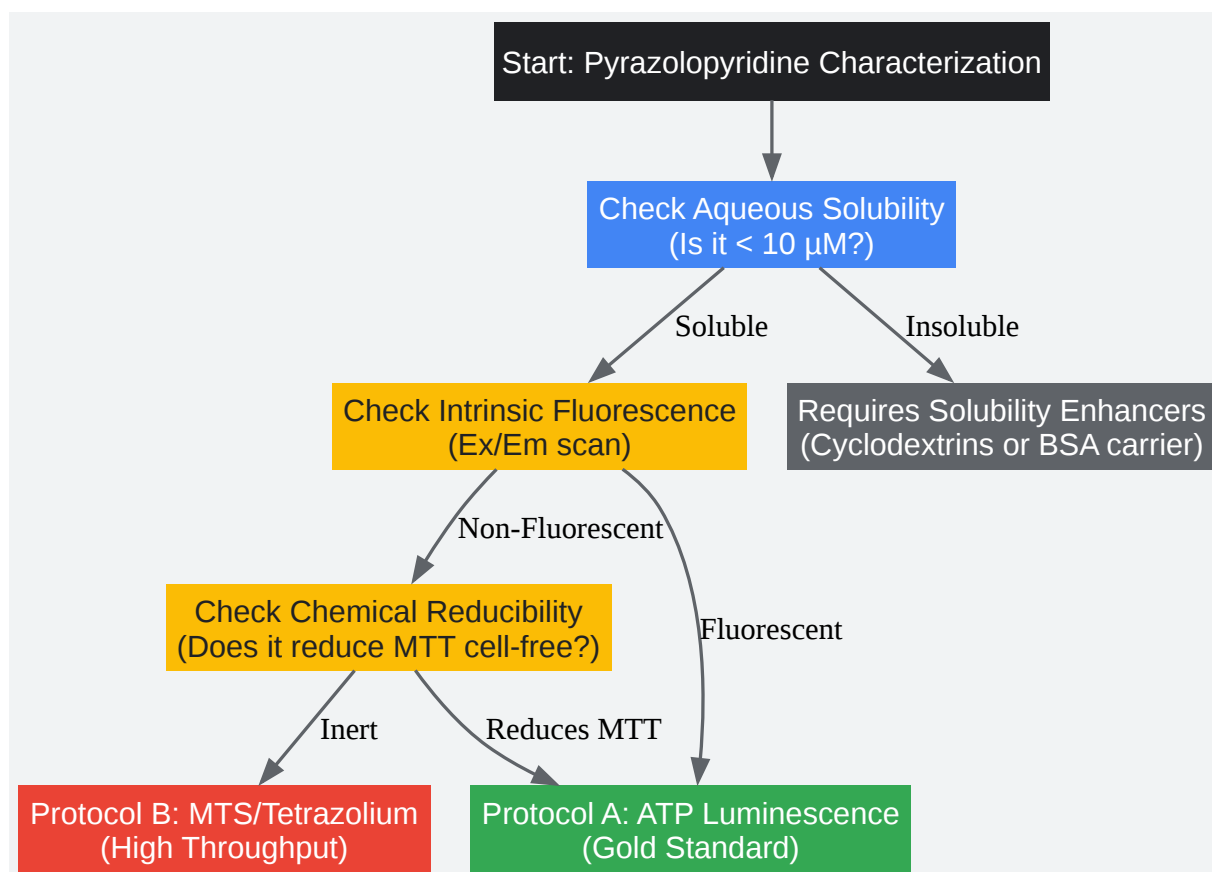 Start: Pyrazolopyridine Characterization
Check Aqueous Solubility
(Is it < 10 µM?)
Soluble
Insoluble
Check Intrinsic Fluorescence
(Ex/Em scan)
Requires Solubility Enhancers
(Cyclodextrins or BSA carrier)
Non-Fluorescent
Check Chemical Reducibility
(Does it reduce MTT cell-free?)
Fluorescent
Inert
Reduces MTT
Protocol B: MTS/Tetrazolium
(High Throughput)
Protocol A: ATP Luminescence
(Gold Standard)